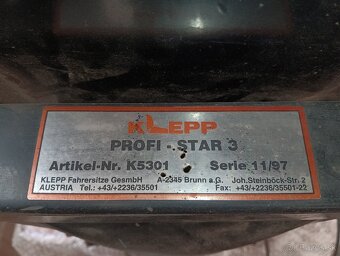 KLEPP
PROFI - STAR 3
Artikel-Nr. K5301 Serie 11/97
KLEPP Fahrersitze GesmbH A-2345 Brunn a.G. Joh.Steinböck-Str. 2
AUSTRIA Tel.: +43/+2236/35501 Fax: +43/+2236/35501-22